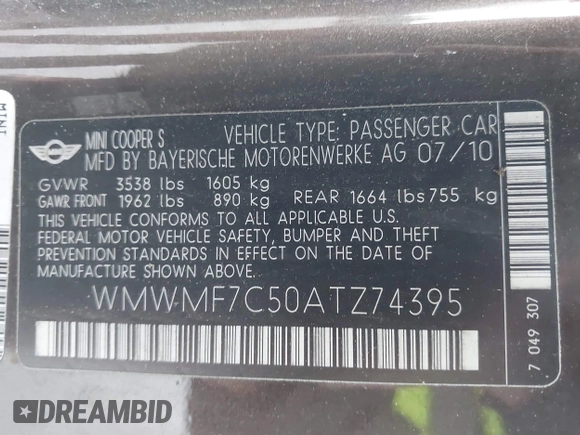 MINI
MINI COOPER S VEHICLE TYPE: PASSENGER CAR
MFD BY BAYERISCHE MOTORENWERKE AG 07/10
GVWR 3538 lbs 1605 kg
GAWR FRONT 1962 lbs 890 kg REAR 1664 lbs 755 kg
THIS VEHICLE CONFORMS TO ALL APPLICABLE
FEDERAL MOTOR VEHICLE SAFETY, BUMPER AND THEFT
PREVENTION STANDARDS IN EFFECT ON THE DATE OF
MANUFACTURE SHOWN ABOVE.
WMWMF7C50ATZ74395
7 049 307
DREAMBID